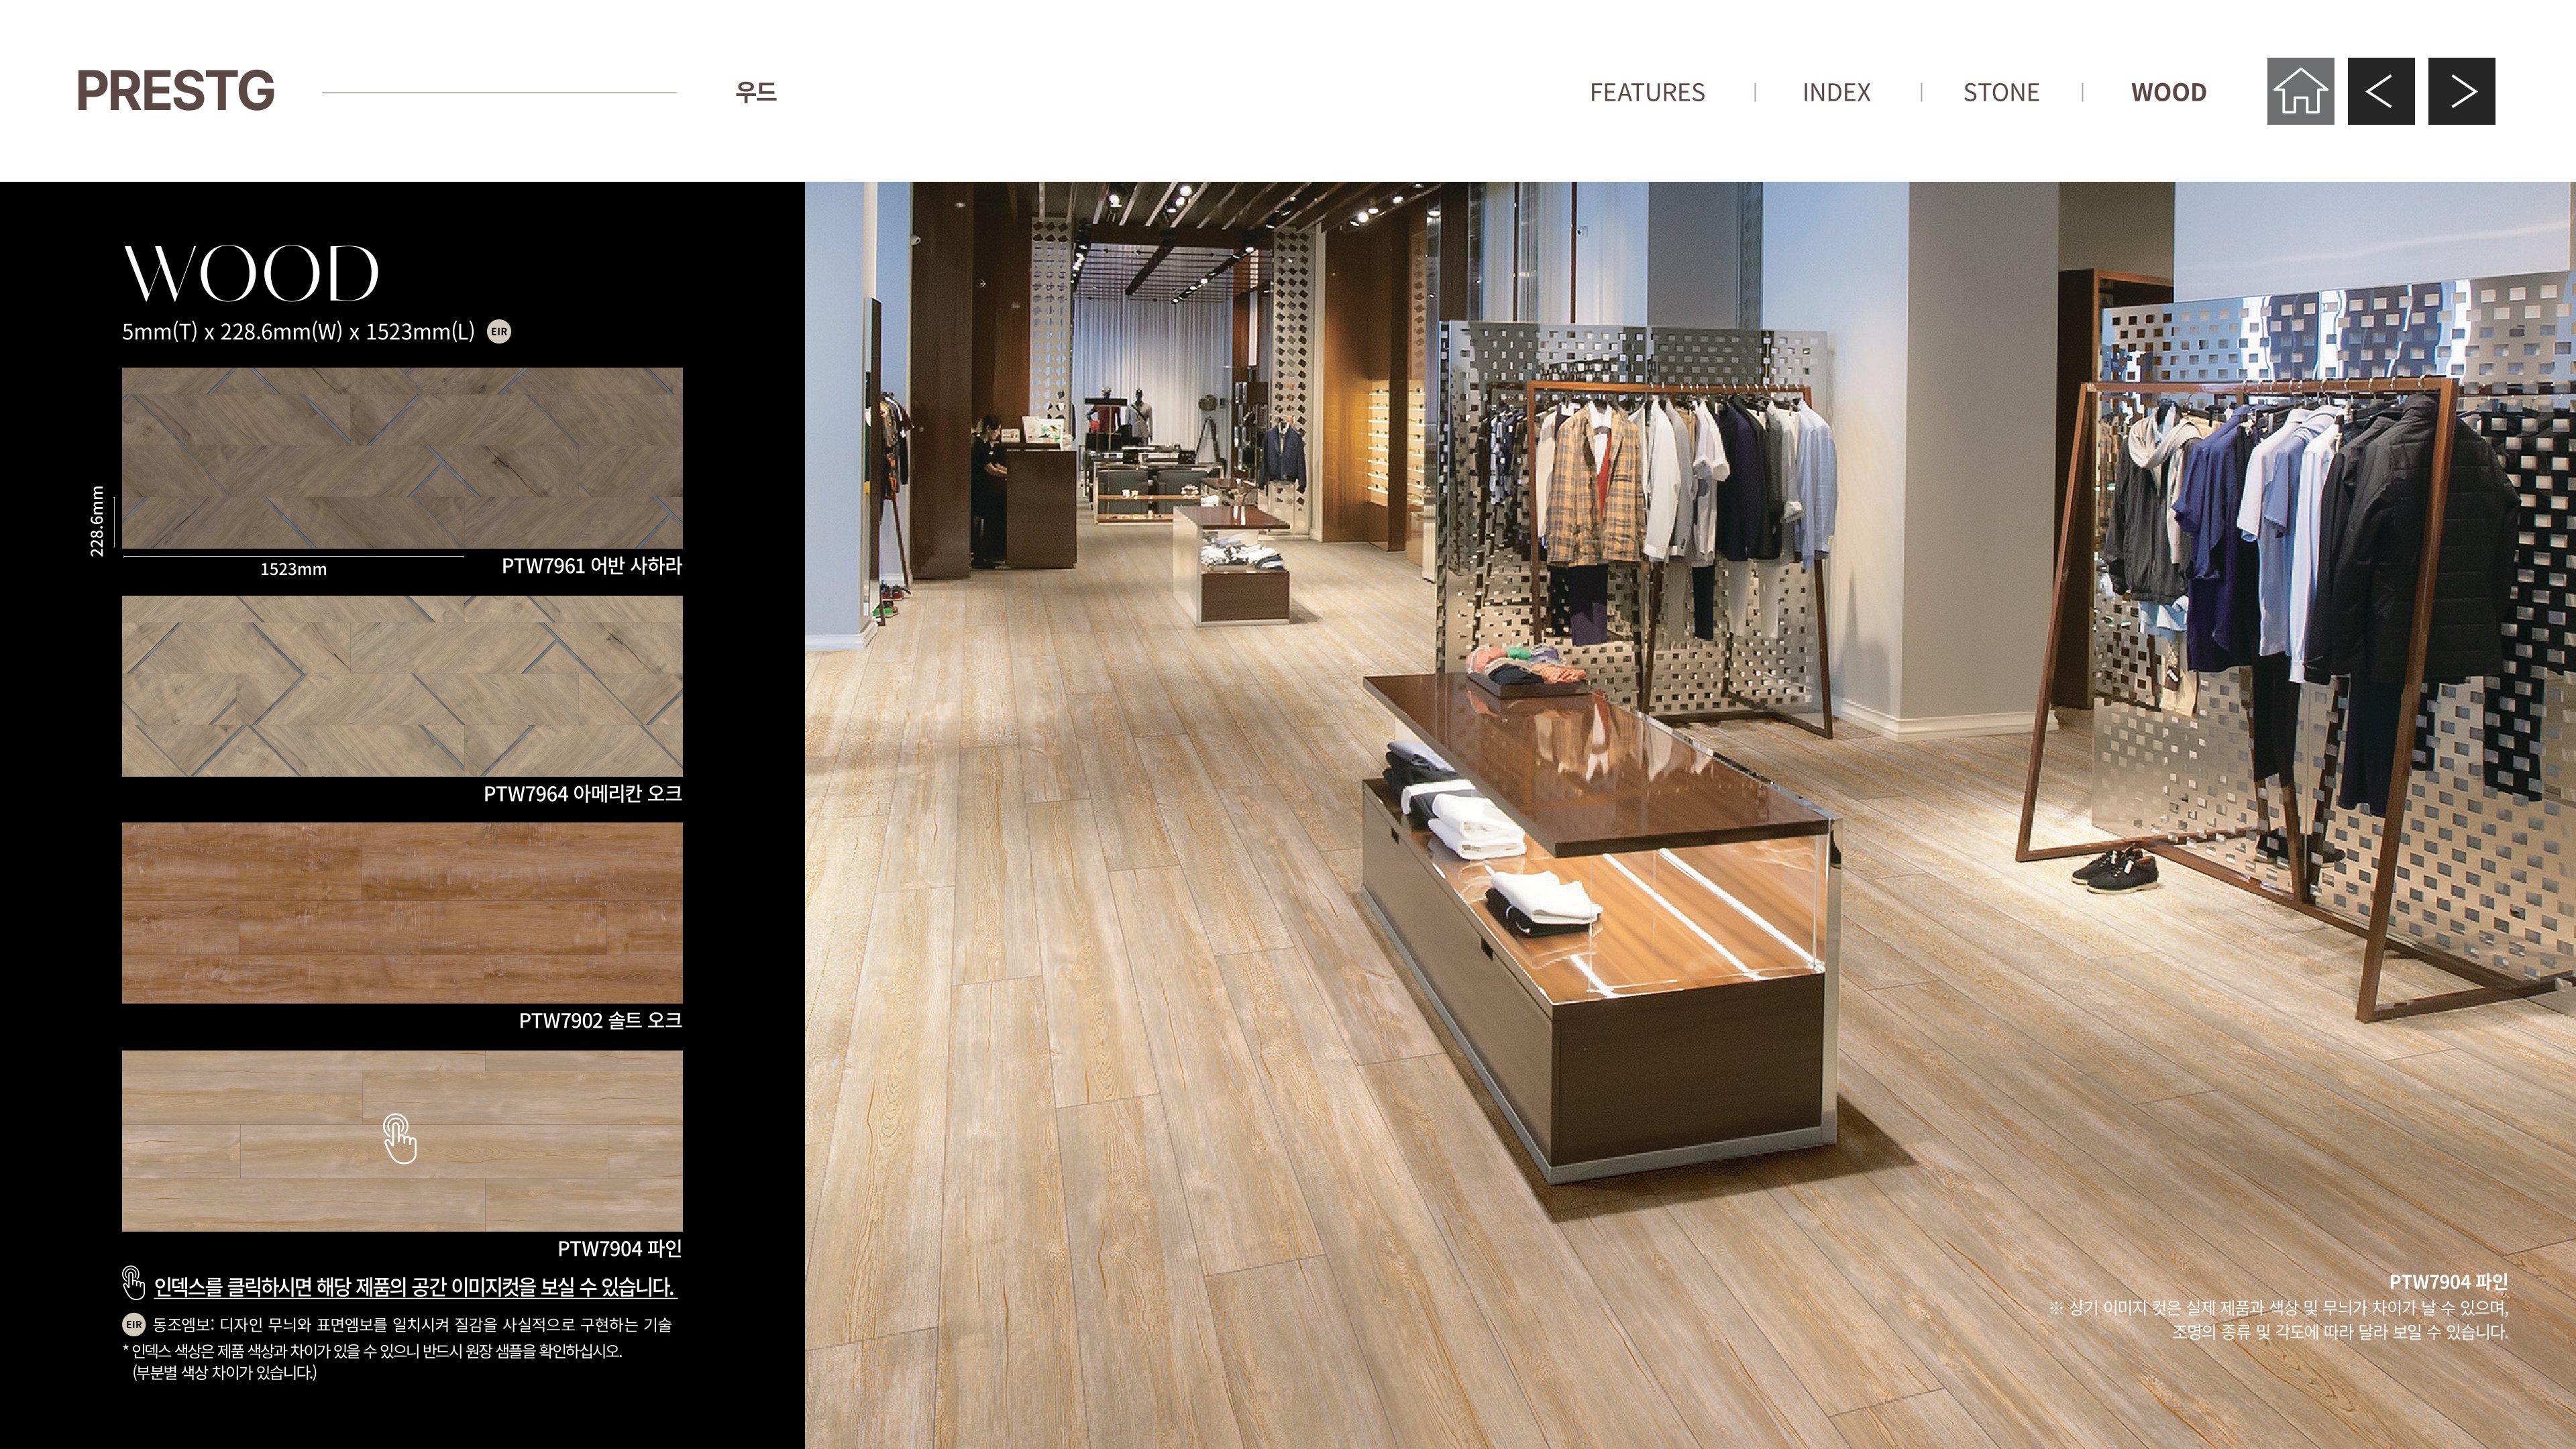 PRESTG
우드
FEATURES | INDEX | STONE | WOOD
WOOD
5mm(T) x 228.6mm(W) x 1523mm(L) EIR
228.6mm
1523mm
PTW7961 어반 사하라
PTW7964 아메리칸 오크
PTW7902 솔트 오크
PTW7904 파인
인덱스를 클릭하시면 해당 제품의 공간 이미지컷을 보실 수 있습니다.
EIR 동조엠보: 디자인 무늬와 표면엠보를 일치시켜 질감을 사실적으로 구현하는 기술
* 인덱스 색상은 제품 색상과 차이가 있을 수 있으니 반드시 원장 샘플을 확인하십시오.
(부분별 색상 차이가 있습니다.)
PTW7904 파인
※ 상기 이미지 컷은 실제 제품과 색상 및 무늬가 차이가 날 수 있으며,
조명의 종류 및 각도에 따라 달라 보일 수 있습니다.